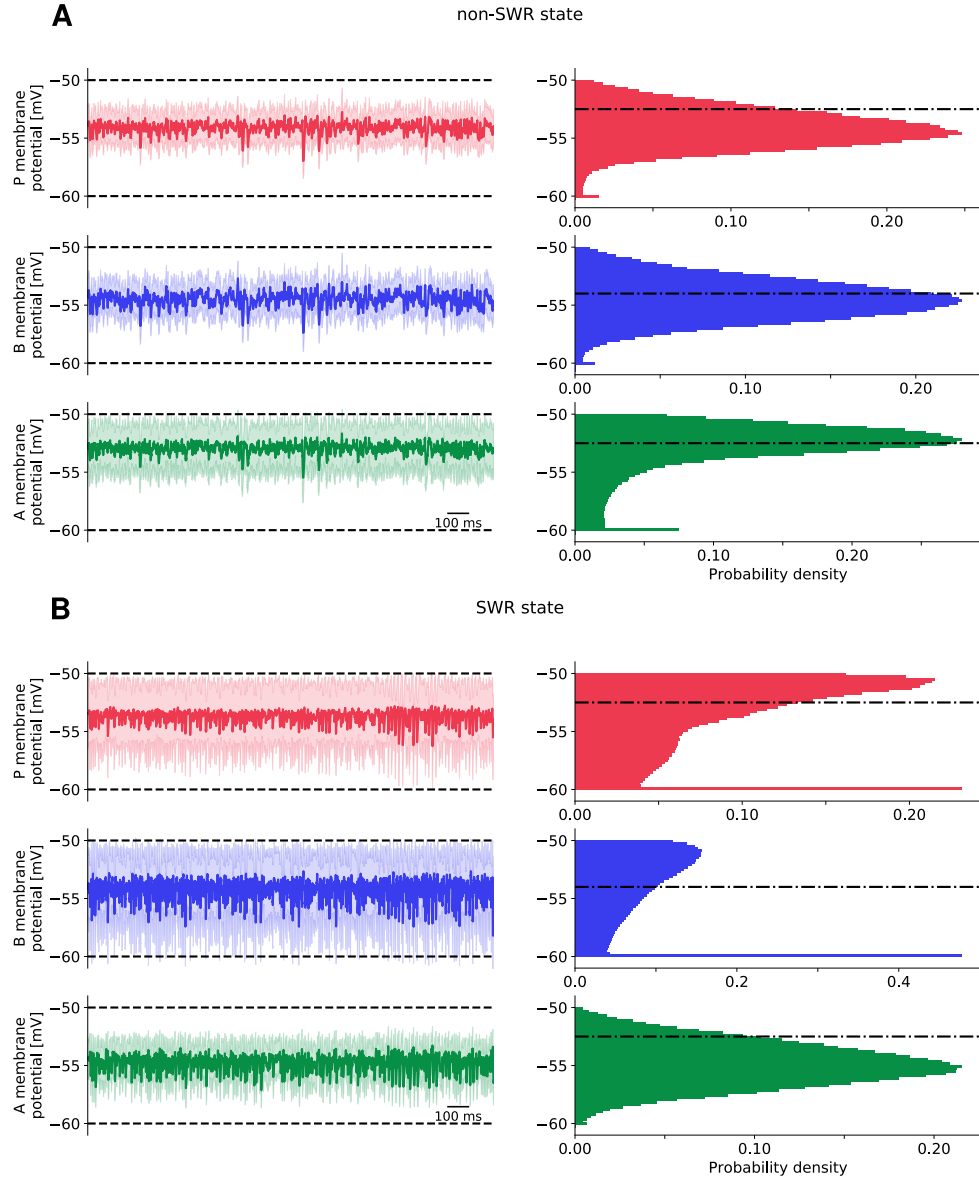 A
non-SWR state
P membrane
potential [mV]
−50
−55
−60
−50
−55
−60
0.00
0.10
0.20
B membrane
potential [mV]
−50
−55
−60
−50
−55
−60
0.00
0.10
0.20
A membrane
potential [mV]
−50
−55
−60
100 ms
−50
−55
−60
0.00
0.10
0.20
Probability density
B
SWR state
P membrane
potential [mV]
−50
−55
−60
−50
−55
−60
0.00
0.10
0.20
B membrane
potential [mV]
−50
−55
−60
−50
−55
−60
0.0
0.2
0.4
A membrane
potential [mV]
−50
−55
−60
100 ms
−50
−55
−60
0.00
0.10
0.20
Probability density